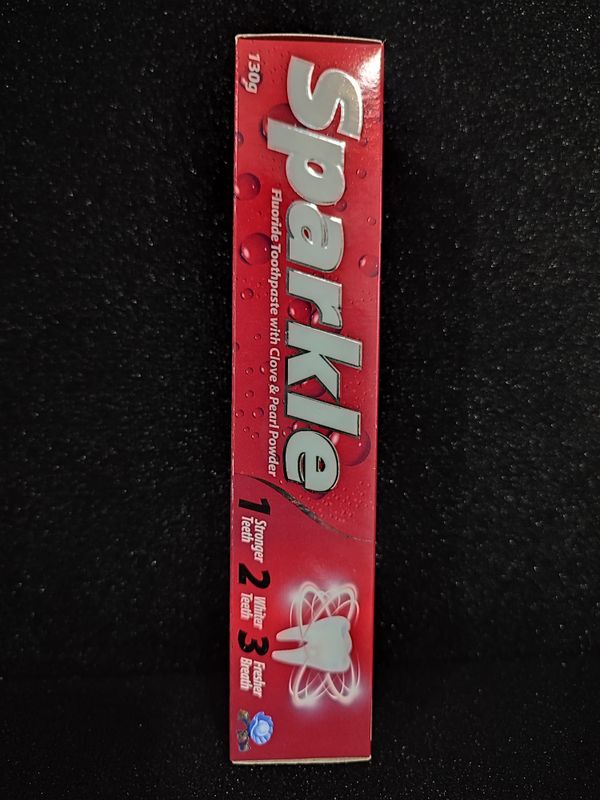 Sparkle
130g
Fluoride Toothpaste with Clove & Pearl Powder
1 Stronger Teeth
2 Whiter Teeth
3 Fresher Breath